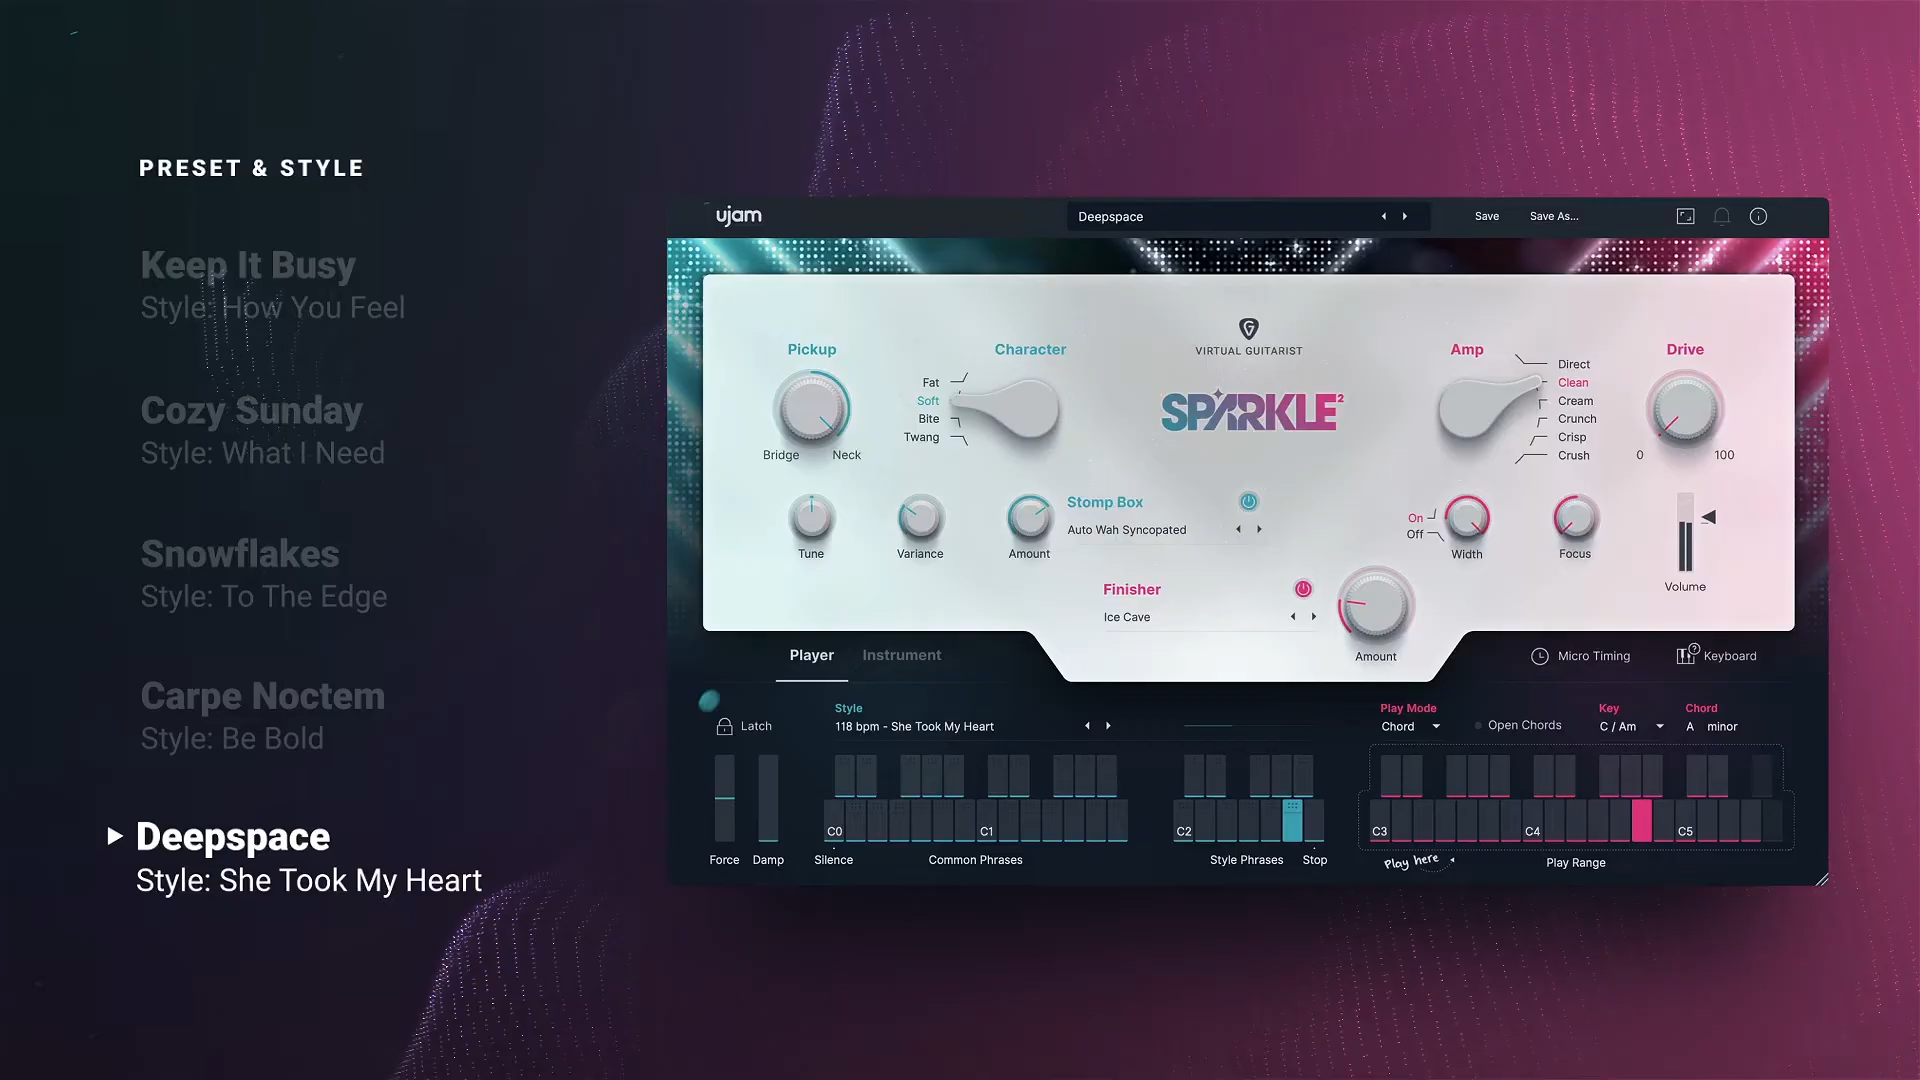 PRESET & STYLE
Keep It Busy
Style: How You Feel
Cozy Sunday
Style: What I Need
Snowflakes
Style: To The Edge
Carpe Noctem
Style: Be Bold
Deepspace
Style: She Took My Heart
ujam
Deepspace
Save
Save As...
VIRTUAL GUITARIST
SPARKLE²
Pickup
Bridge
Neck
Character
Fat
Soft
Bite
Twang
Amp
Direct
Clean
Cream
Crunch
Crisp
Crush
Drive
0
100
Tune
Variance
Amount
Stomp Box
Auto Wah Syncopated
On
Off
Width
Focus
Volume
Finisher
Ice Cave
Amount
Player
Instrument
Micro Timing
Keyboard
Latch
Style
118 bpm - She Took My Heart
Play Mode
Chord
Open Chords
Key
C / Am
Chord
A minor
C0
C1
C2
C3
C4
C5
Force
Damp
Silence
Common Phrases
Style Phrases
Stop
Play here
Play Range